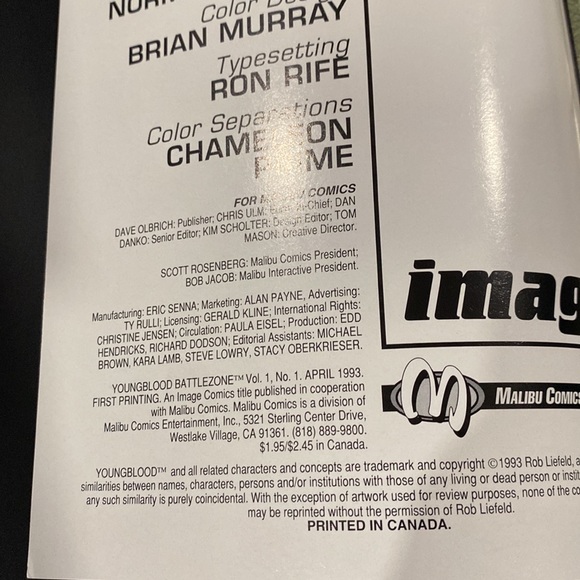 Color
BRIAN MURRAY
Typesetting
RON RIFE
Color Separations
CHAMELEON
PRIME
FOR MALIBU COMICS
DAVE OLBRICH: Publisher; CHRIS ULM: Editor-in-Chief; DAN
DANKO: Senior Editor; KIM SCHOLTER: Design Editor; TOM
MASON: Creative Director.
SCOTT ROSENBERG: Malibu Comics President;
BOB JACOB: Malibu Interactive President.
Manufacturing: ERIC SENNA; Marketing: ALAN PAYNE, Advertising:
TY RULLI; Licensing: GERALD KLINE; International Rights:
CHRISTINE JENSEN; Circulation: PAULA EISEL; Production: EDD
HENDRICKS, RICHARD DODSON; Editorial Assistants: MICHAEL
BROWN, KARA LAMB, STEVE LOWRY, STACY OBERKRIESER.
imag
YOUNGBLOOD BATTLEZONE™ Vol. 1, No. 1. APRIL 1993.
FIRST PRINTING. An Image Comics title published in cooperation
with Malibu Comics. Malibu Comics is a division of
Malibu Comics Entertainment, Inc., 5321 Sterling Center Drive,
Westlake Village, CA 91361. (818) 889-9800.
$1.95/$2.45 in Canada.
M MALIBU COMICS
YOUNGBLOOD™ and all related characters and concepts are trademark and copyright ©1993 Rob Liefeld, a
similarities between names, characters, persons and/or institutions with those of any living or dead person or instit
any such similarity is purely coincidental. With the exception of artwork used for review purposes, none of the co
may be reprinted without the permission of Rob Liefeld.
PRINTED IN CANADA.